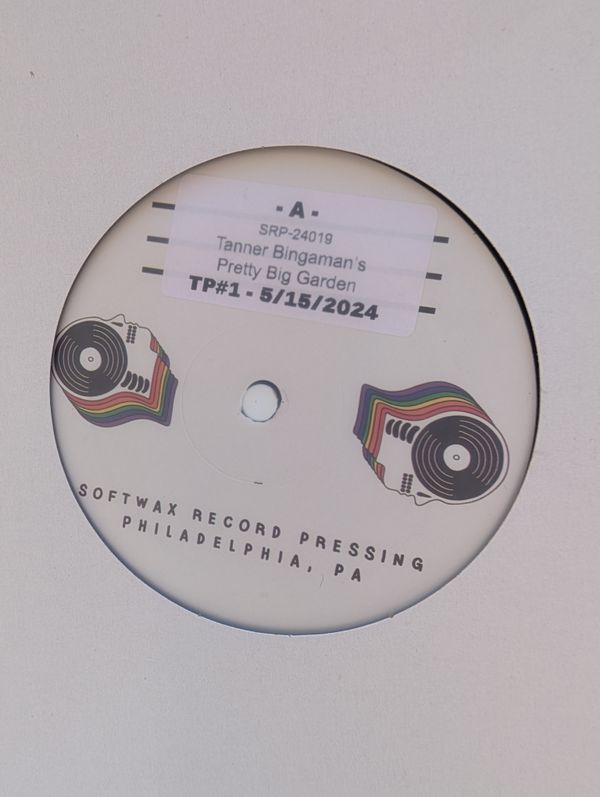 - A -
SRP-24019
Tanner Bingaman's
Pretty Big Garden
TP#1 - 5/15/2024
SOFTWAX RECORD PRESSING
PHILADELPHIA, PA